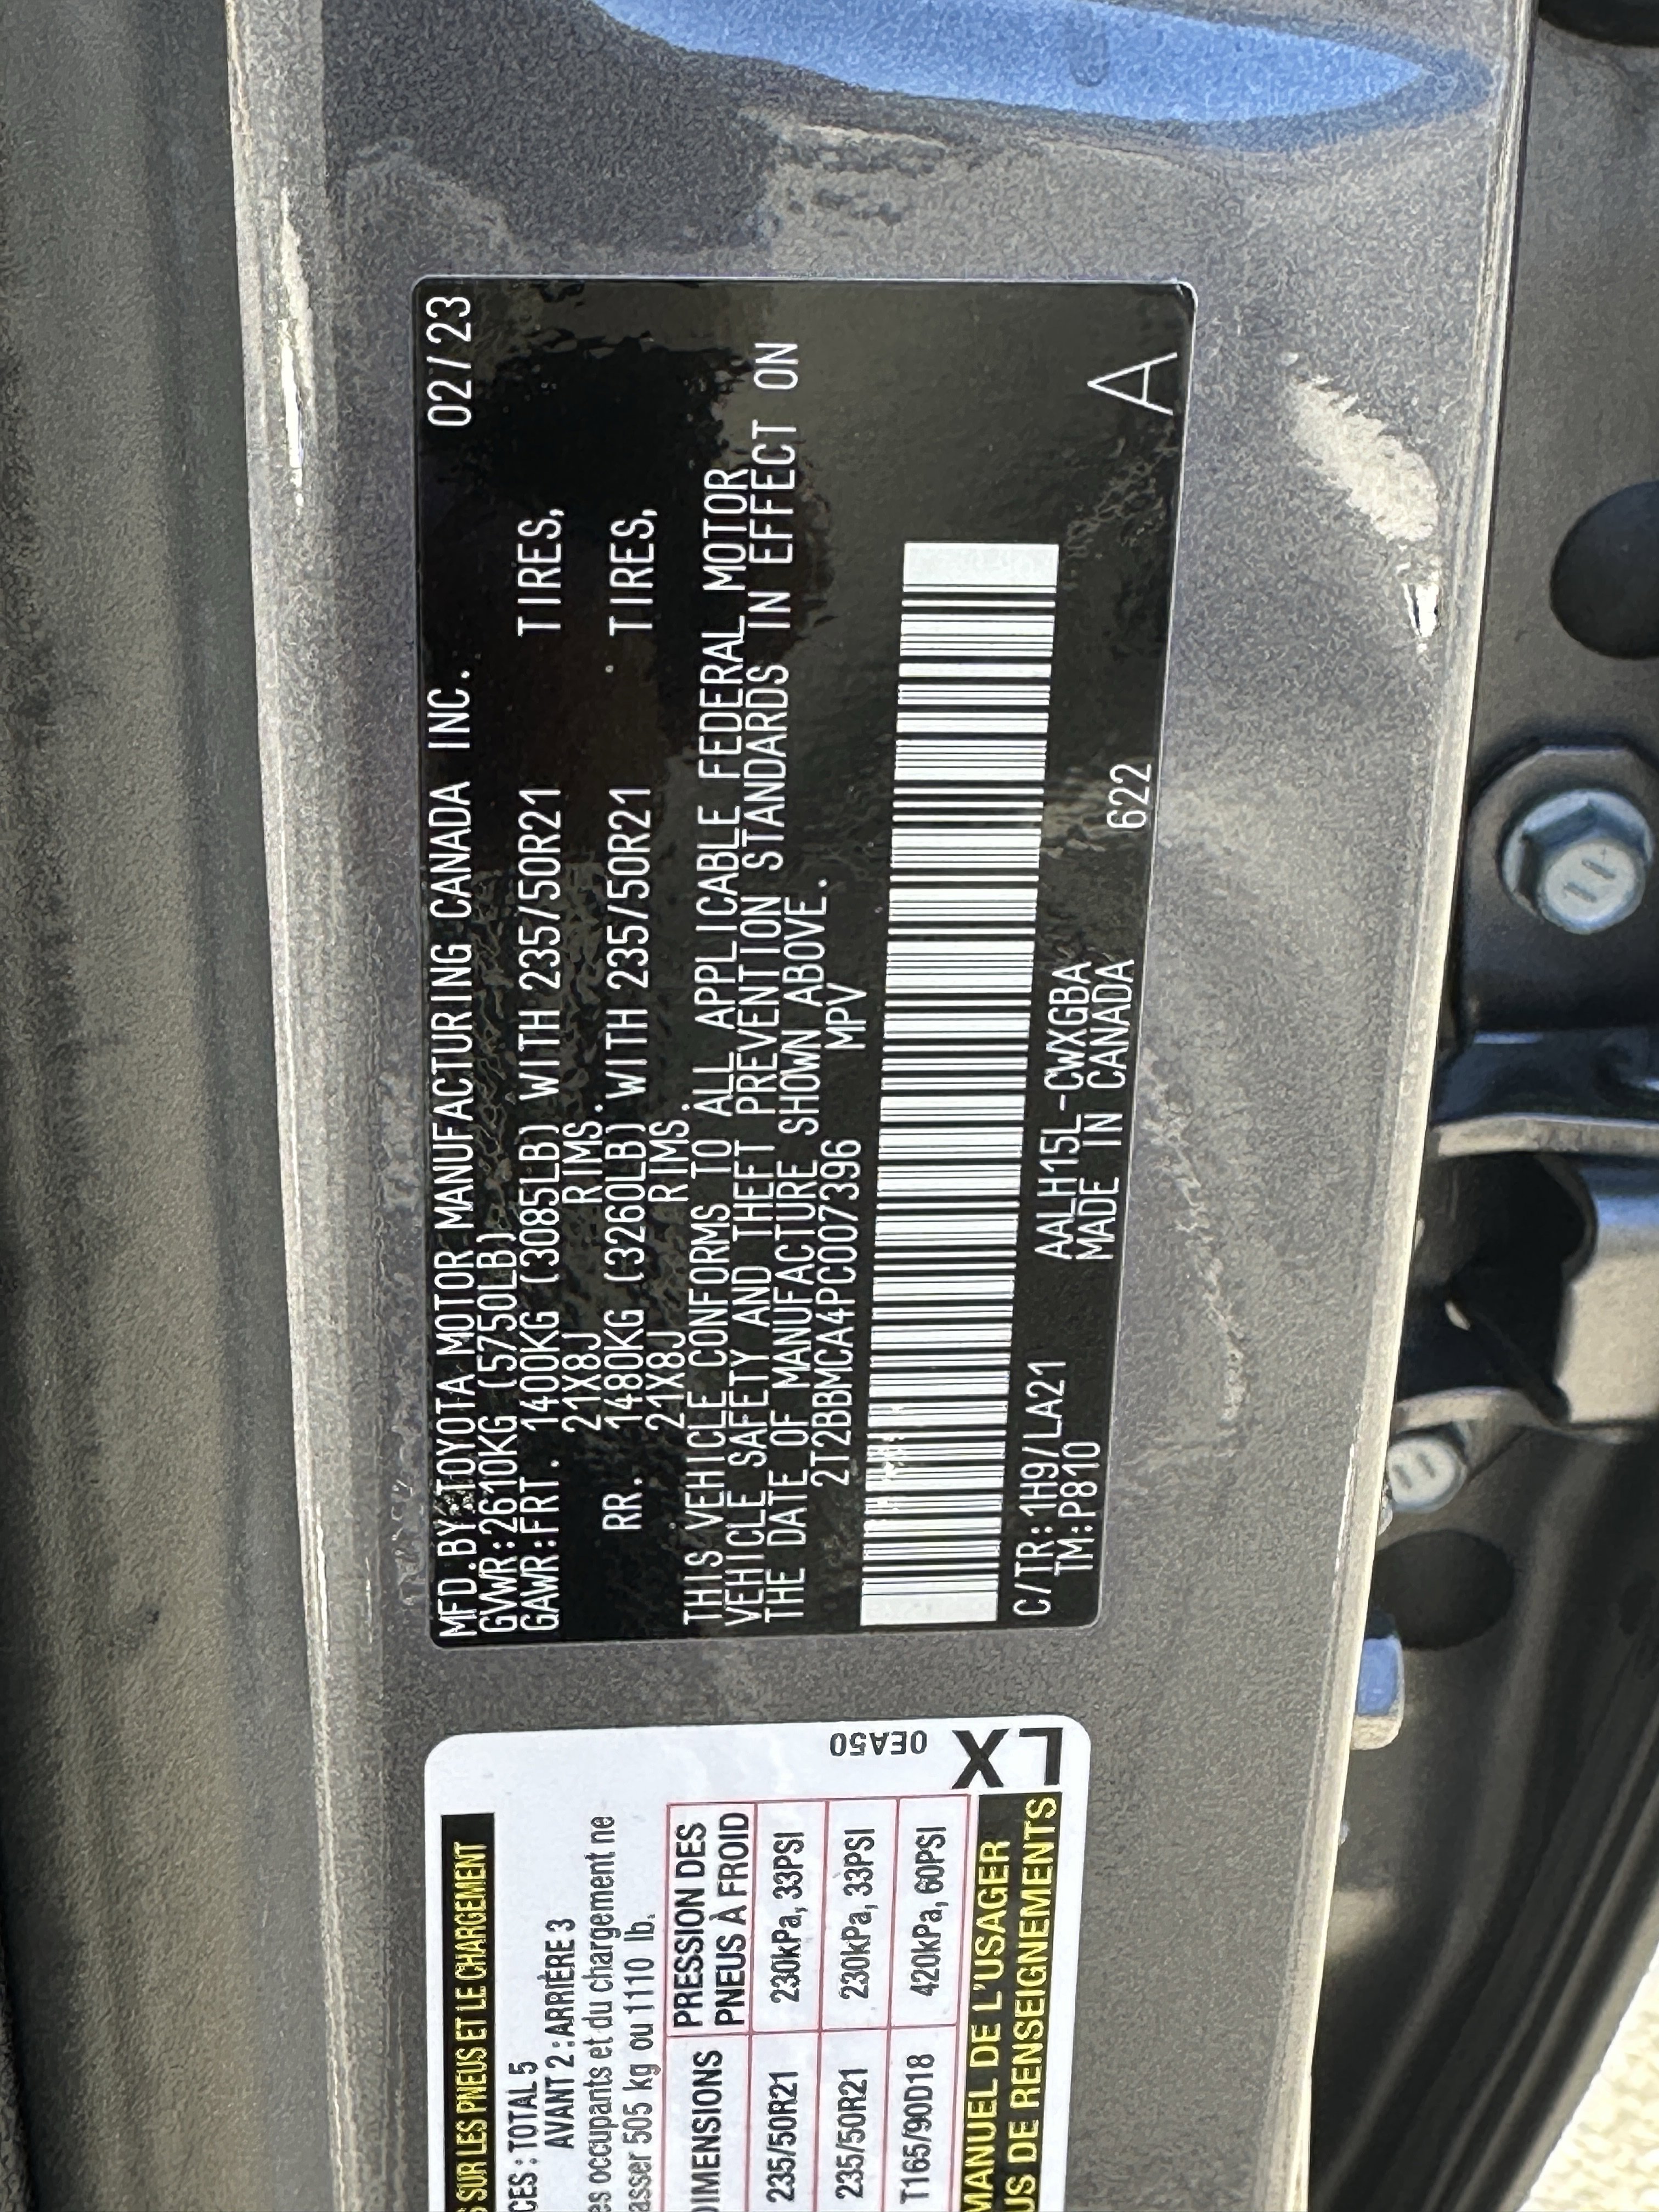 MFD.BY:TOYOTA MOTOR MANUFACTURING CANADA INC. 02/23
GVWR:2610KG (5750LB)
GAWR:FRT. 1400KG (3085LB) WITH 235/50R21 TIRES,
21X8J RIMS.
RR. 1480KG (3260LB) WITH 235/50R21 TIRES,
21X8J RIMS.
THIS VEHICLE CONFORMS TO ALL APPLICABLE FEDERAL MOTOR
VEHICLE SAFETY AND THEFT PREVENTION STANDARDS IN EFFECT ON
THE DATE OF MANUFACTURE SHOWN ABOVE.
2T2BBMCA4PC007396 MPV
C/TR:1H9/LA21 AALH15L-CWXGBA
TM:P810 MADE IN CANADA 622
A
SUR LES PNEUS ET LE CHARGEMENT
: TOTAL 5
AVANT 2 : ARRIÈRE 3
occupants et du chargement ne
505 kg ou 1110 lb.
DIMENSIONS PRESSION DES PNEUS À FROID
235/50R21 230kPa, 33PSI
235/50R21 230kPa, 33PSI
T165/90D18 420kPa, 60PSI
MANUEL DE L'USAGER
DE RENSEIGNEMENTS
0EA50
LX